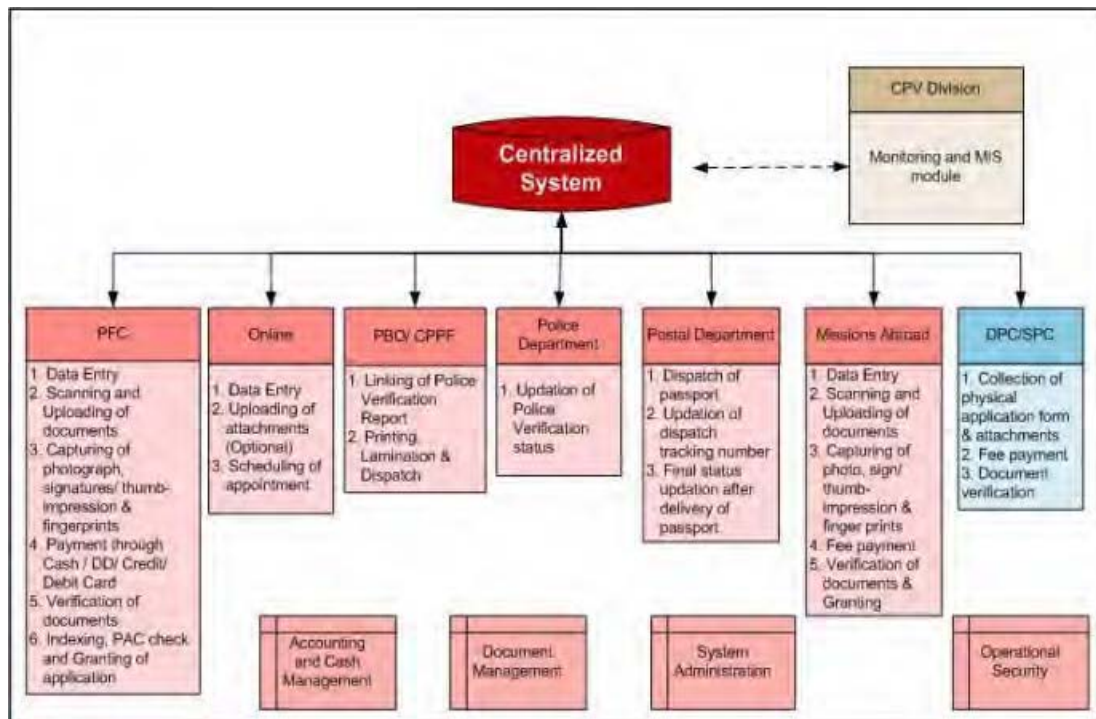 CPV Division
Monitoring and MIS
module
Centralized
System
PFC
1. Data Entry
2. Scanning and
Uploading of
documents
3. Capturing of
photograph,
signatures/ thumb-
impression &
fingerprints
4. Payment through
Cash / DD/ Credit/
Debit Card
5. Verification of
documents
6. Indexing, PAC check
and Granting of
application
Online
1. Data Entry
2. Uploading of
attachments
(Optional)
3. Scheduling of
appointment
PBO/ CPPF
1. Linking of Police
Verification
Report
2. Printing,
Lamination &
Dispatch
Police
Department
1. Updation of
Police
Verification
status
Postal Department
1. Dispatch of
passport
2. Updation of
dispatch
tracking number
3. Final status
updation after
delivery of
passport
Missions Abroad
1. Data Entry
2. Scanning and
Uploading of
documents
3. Capturing of
photo, sign/
thumb-
impression &
finger prints
4. Fee payment
5. Verification of
documents &
Granting
DPC/SPC
1. Collection of
physical
application form
& attachments
2. Fee payment
3. Document
verification
Accounting
and Cash
Management
Document
Management
System
Administration
Operational
Security